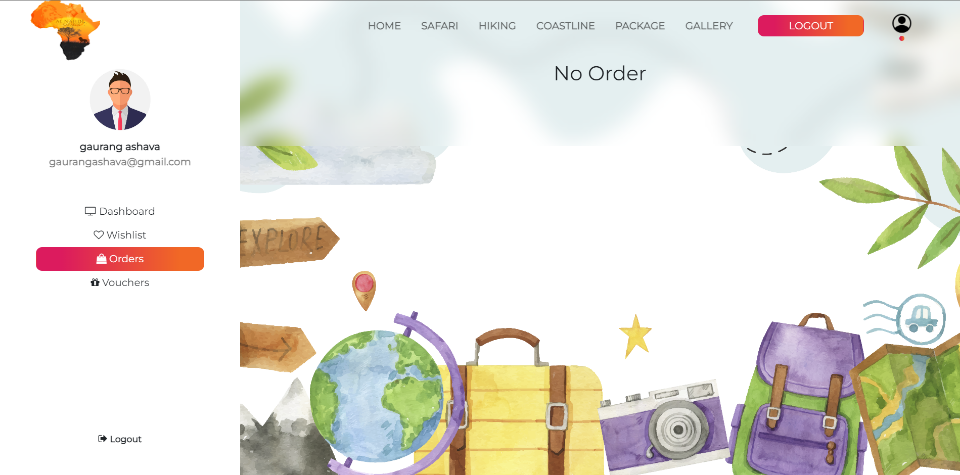 HOME SAFARI HIKING COASTLINE PACKAGE GALLERY LOGOUT
No Order
gaurang ashava
gaurangashava@gmail.com
Dashboard
Wishlist
Orders
Vouchers
EXPLORE
Logout